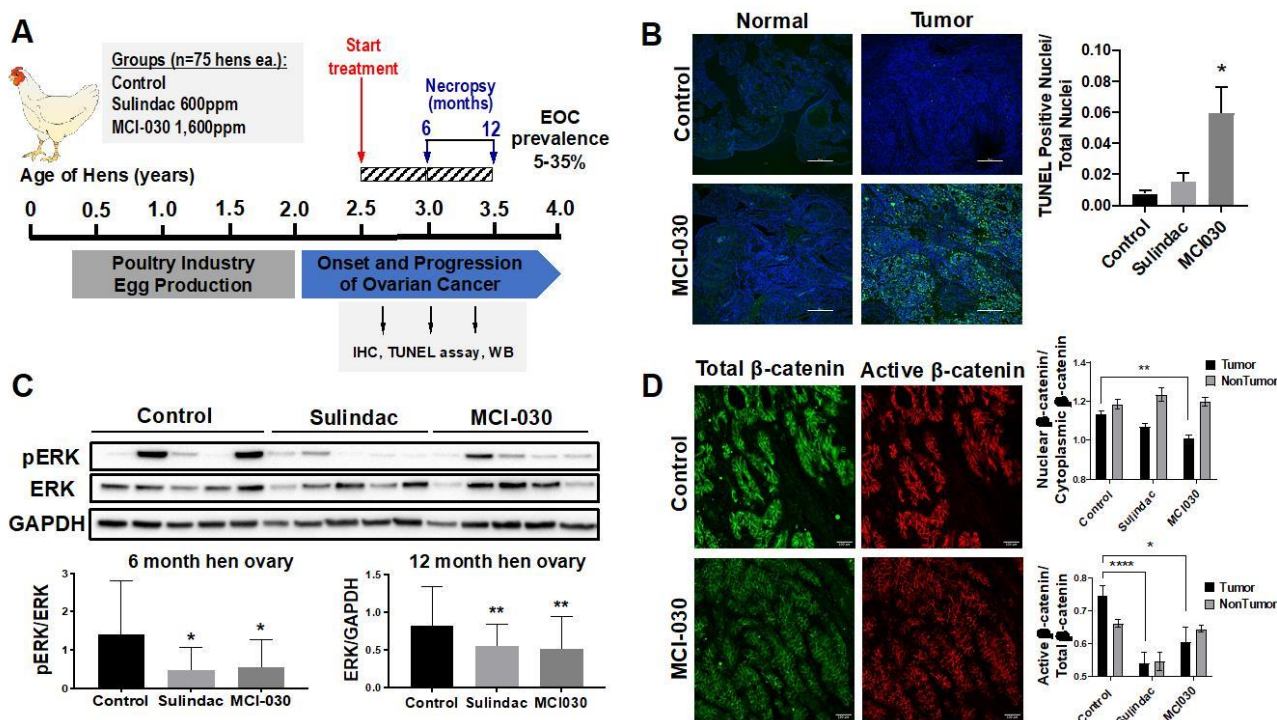 A
Groups (n=75 hens ea.):
Control
Sulindac 600ppm
MCI-030 1,600ppm
Start
treatment
Necropsy
(months)
6 12
EOC
prevalence
5-35%
Age of Hens (years)
0 0.5 1.0 1.5 2.0 2.5 3.0 3.5 4.0
Poultry Industry
Egg Production
Onset and Progression
of Ovarian Cancer
IHC, TUNEL assay, WB
B
Normal Tumor
Control
MCI-030
TUNEL Positive Nuclei/
Total Nuclei
0.10
0.08
0.06
0.04
0.02
0.00
*
Control Sulindac MCI030
C
Control Sulindac MCI-030
pERK
ERK
GAPDH
6 month hen ovary
pERK/ERK
3
2
1
0
* *
Control Sulindac MCI-030
12 month hen ovary
ERK/GAPDH
1.5
1.0
0.5
0.0
** **
Control Sulindac MCI030
D
Total β-catenin Active β-catenin
Control
MCI-030
Nuclear β-catenin/
Cytoplasmic β-catenin
1.4
1.2
1.0
0.8
**
Tumor
NonTumor
Control Sulindac MCI030
Active β-catenin/
Total β-catenin
0.8
0.7
0.6
0.5
*
****
Tumor
NonTumor
Control Sulindac MCI030